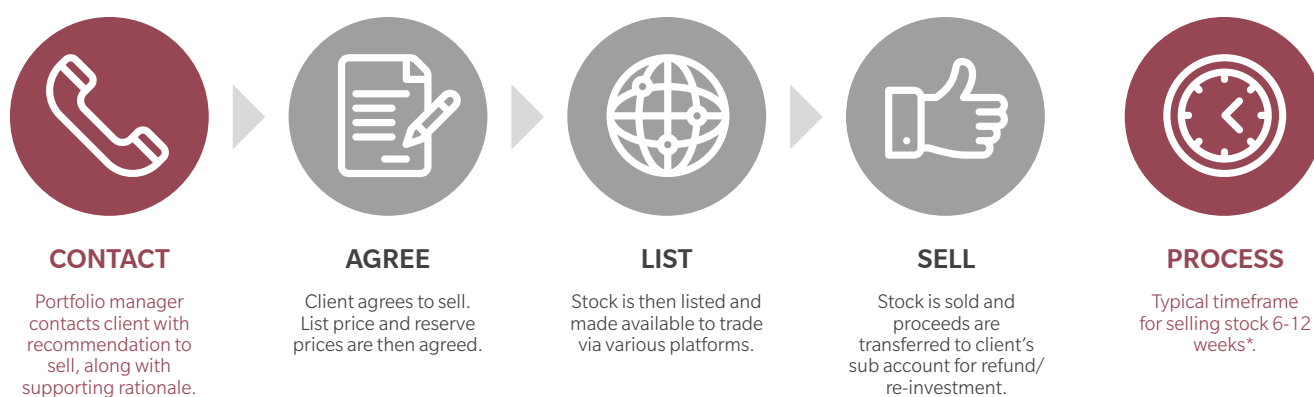 CONTACT
Portfolio manager
contacts client with
recommendation to
sell, along with
supporting rationale.
AGREE
Client agrees to sell.
List price and reserve
prices are then agreed.
LIST
Stock is then listed and
made available to trade
via various platforms.
SELL
Stock is sold and
proceeds are
transferred to client’s
sub account for refund/
re-investment.
PROCESS
Typical timeframe
for selling stock 6-12
weeks*.